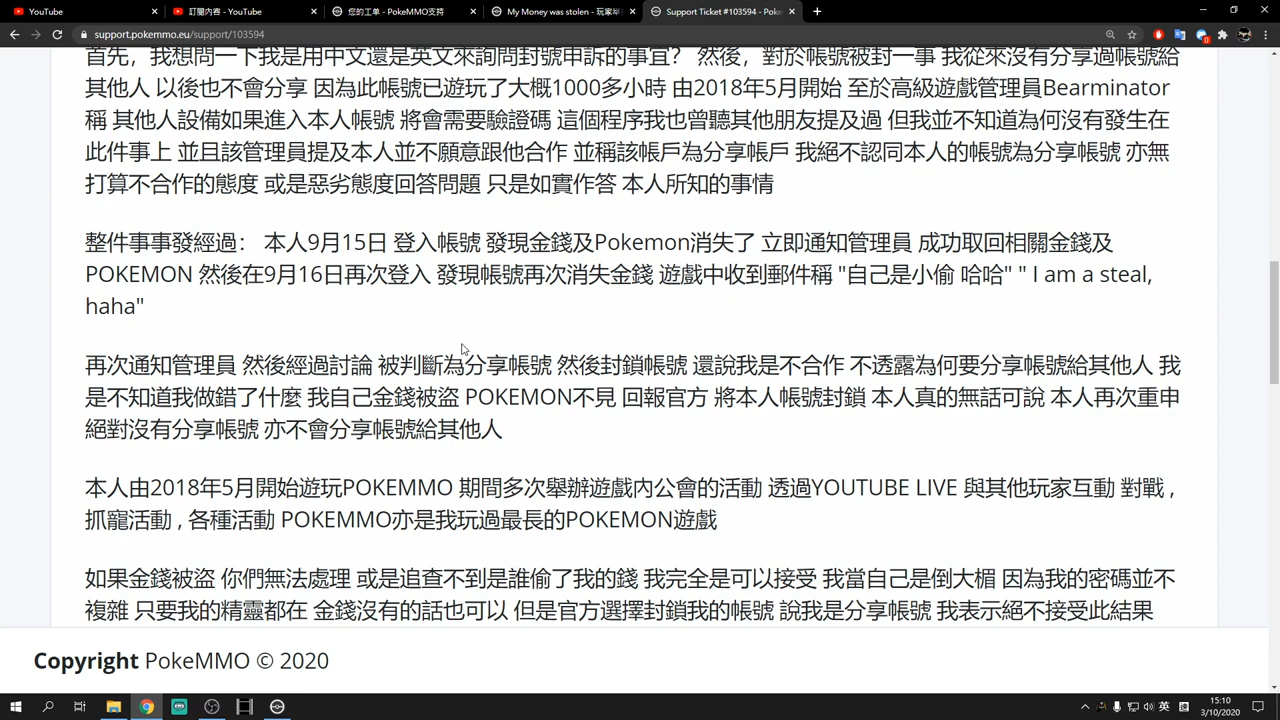 YouTube
訂閱內容 - YouTube
您的工单 - PokeMMO支持
My Money was stolen - 玩家举
Support Ticket #103594 - Pok
support.pokemmo.eu/support/103594
首先，我想問一下我是用中文還是英文來詢問封號申訴的事宜？ 然後，對於帳號被封一事 我從來沒有分享過帳號給
其他人 以後也不會分享 因為此帳號已遊玩了大概1000多小時 由2018年5月開始 至於高級遊戲管理員Bearminator
稱 其他人設備如果進入本人帳號 將會需要驗證碼 這個程序我也曾聽其他朋友提及過 但我並不知道為何沒有發生在
此件事上 並且該管理員提及本人並不願意跟他合作 並稱該帳戶為分享帳戶 我絕不認同本人的帳號為分享帳號 亦無
打算不合作的態度 或是惡劣態度回答問題 只是如實作答 本人所知的事情
整件事事發經過： 本人9月15日 登入帳號 發現金錢及Pokemon消失了 立即通知管理員 成功取回相關金錢及
POKEMON 然後在9月16日再次登入 發現帳號再次消失金錢 遊戲中收到郵件稱 "自己是小偷 哈哈" " I am a steal,
haha"
再次通知管理員 然後經過討論 被判斷為分享帳號 然後封鎖帳號 還說我是不合作 不透露為何要分享帳號給其他人 我
是不知道我做錯了什麼 我自己金錢被盜 POKEMON不見 回報官方 將本人帳號封鎖 本人真的無話可說 本人再次重申
絕對沒有分享帳號 亦不會分享帳號給其他人
本人由2018年5月開始遊玩POKEMMO 期間多次舉辦遊戲內公會的活動 透過YOUTUBE LIVE 與其他玩家互動 對戰 ,
抓寵活動 , 各種活動 POKEMMO亦是我玩過最長的POKEMON遊戲
如果金錢被盜 你們無法處理 或是追查不到是誰偷了我的錢 我完全是可以接受 我當自己是倒大楣 因為我的密碼並不
複雜 只要我的精靈都在 金錢沒有的話也可以 但是官方選擇封鎖我的帳號 說我是分享帳號 我表示絕不接受此結果
Copyright PokeMMO © 2020
英
15:10
3/10/2020